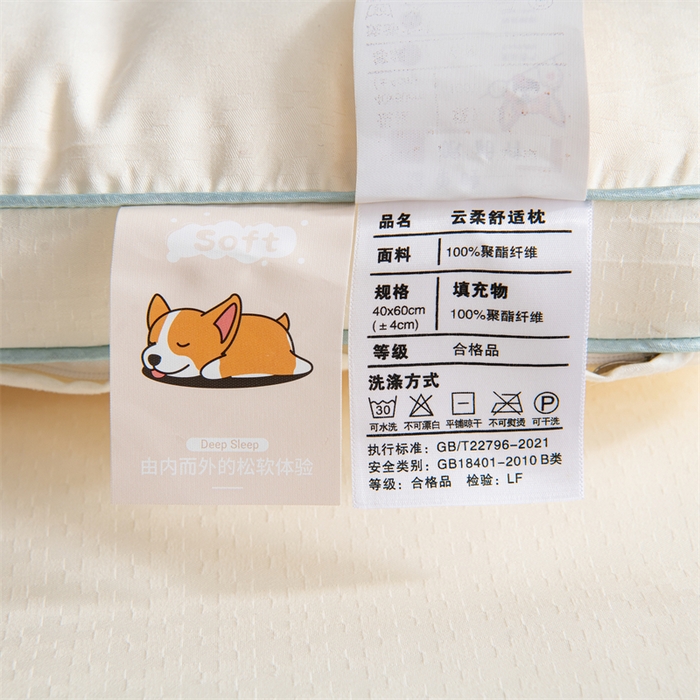 Soft
Deep Sleep
由内而外的松软体验
品名 云柔舒适枕
面料 100%聚酯纤维
规格 填充物
40x60cm 100%聚酯纤维
(±4cm)
等级 合格品
洗涤方式
30 P
可水洗 不可漂白 平铺晾干 不可熨烫 可干洗
执行标准: GB/T22796-2021
安全类别: GB18401-2010 B类
等级: 合格品 检验: LF